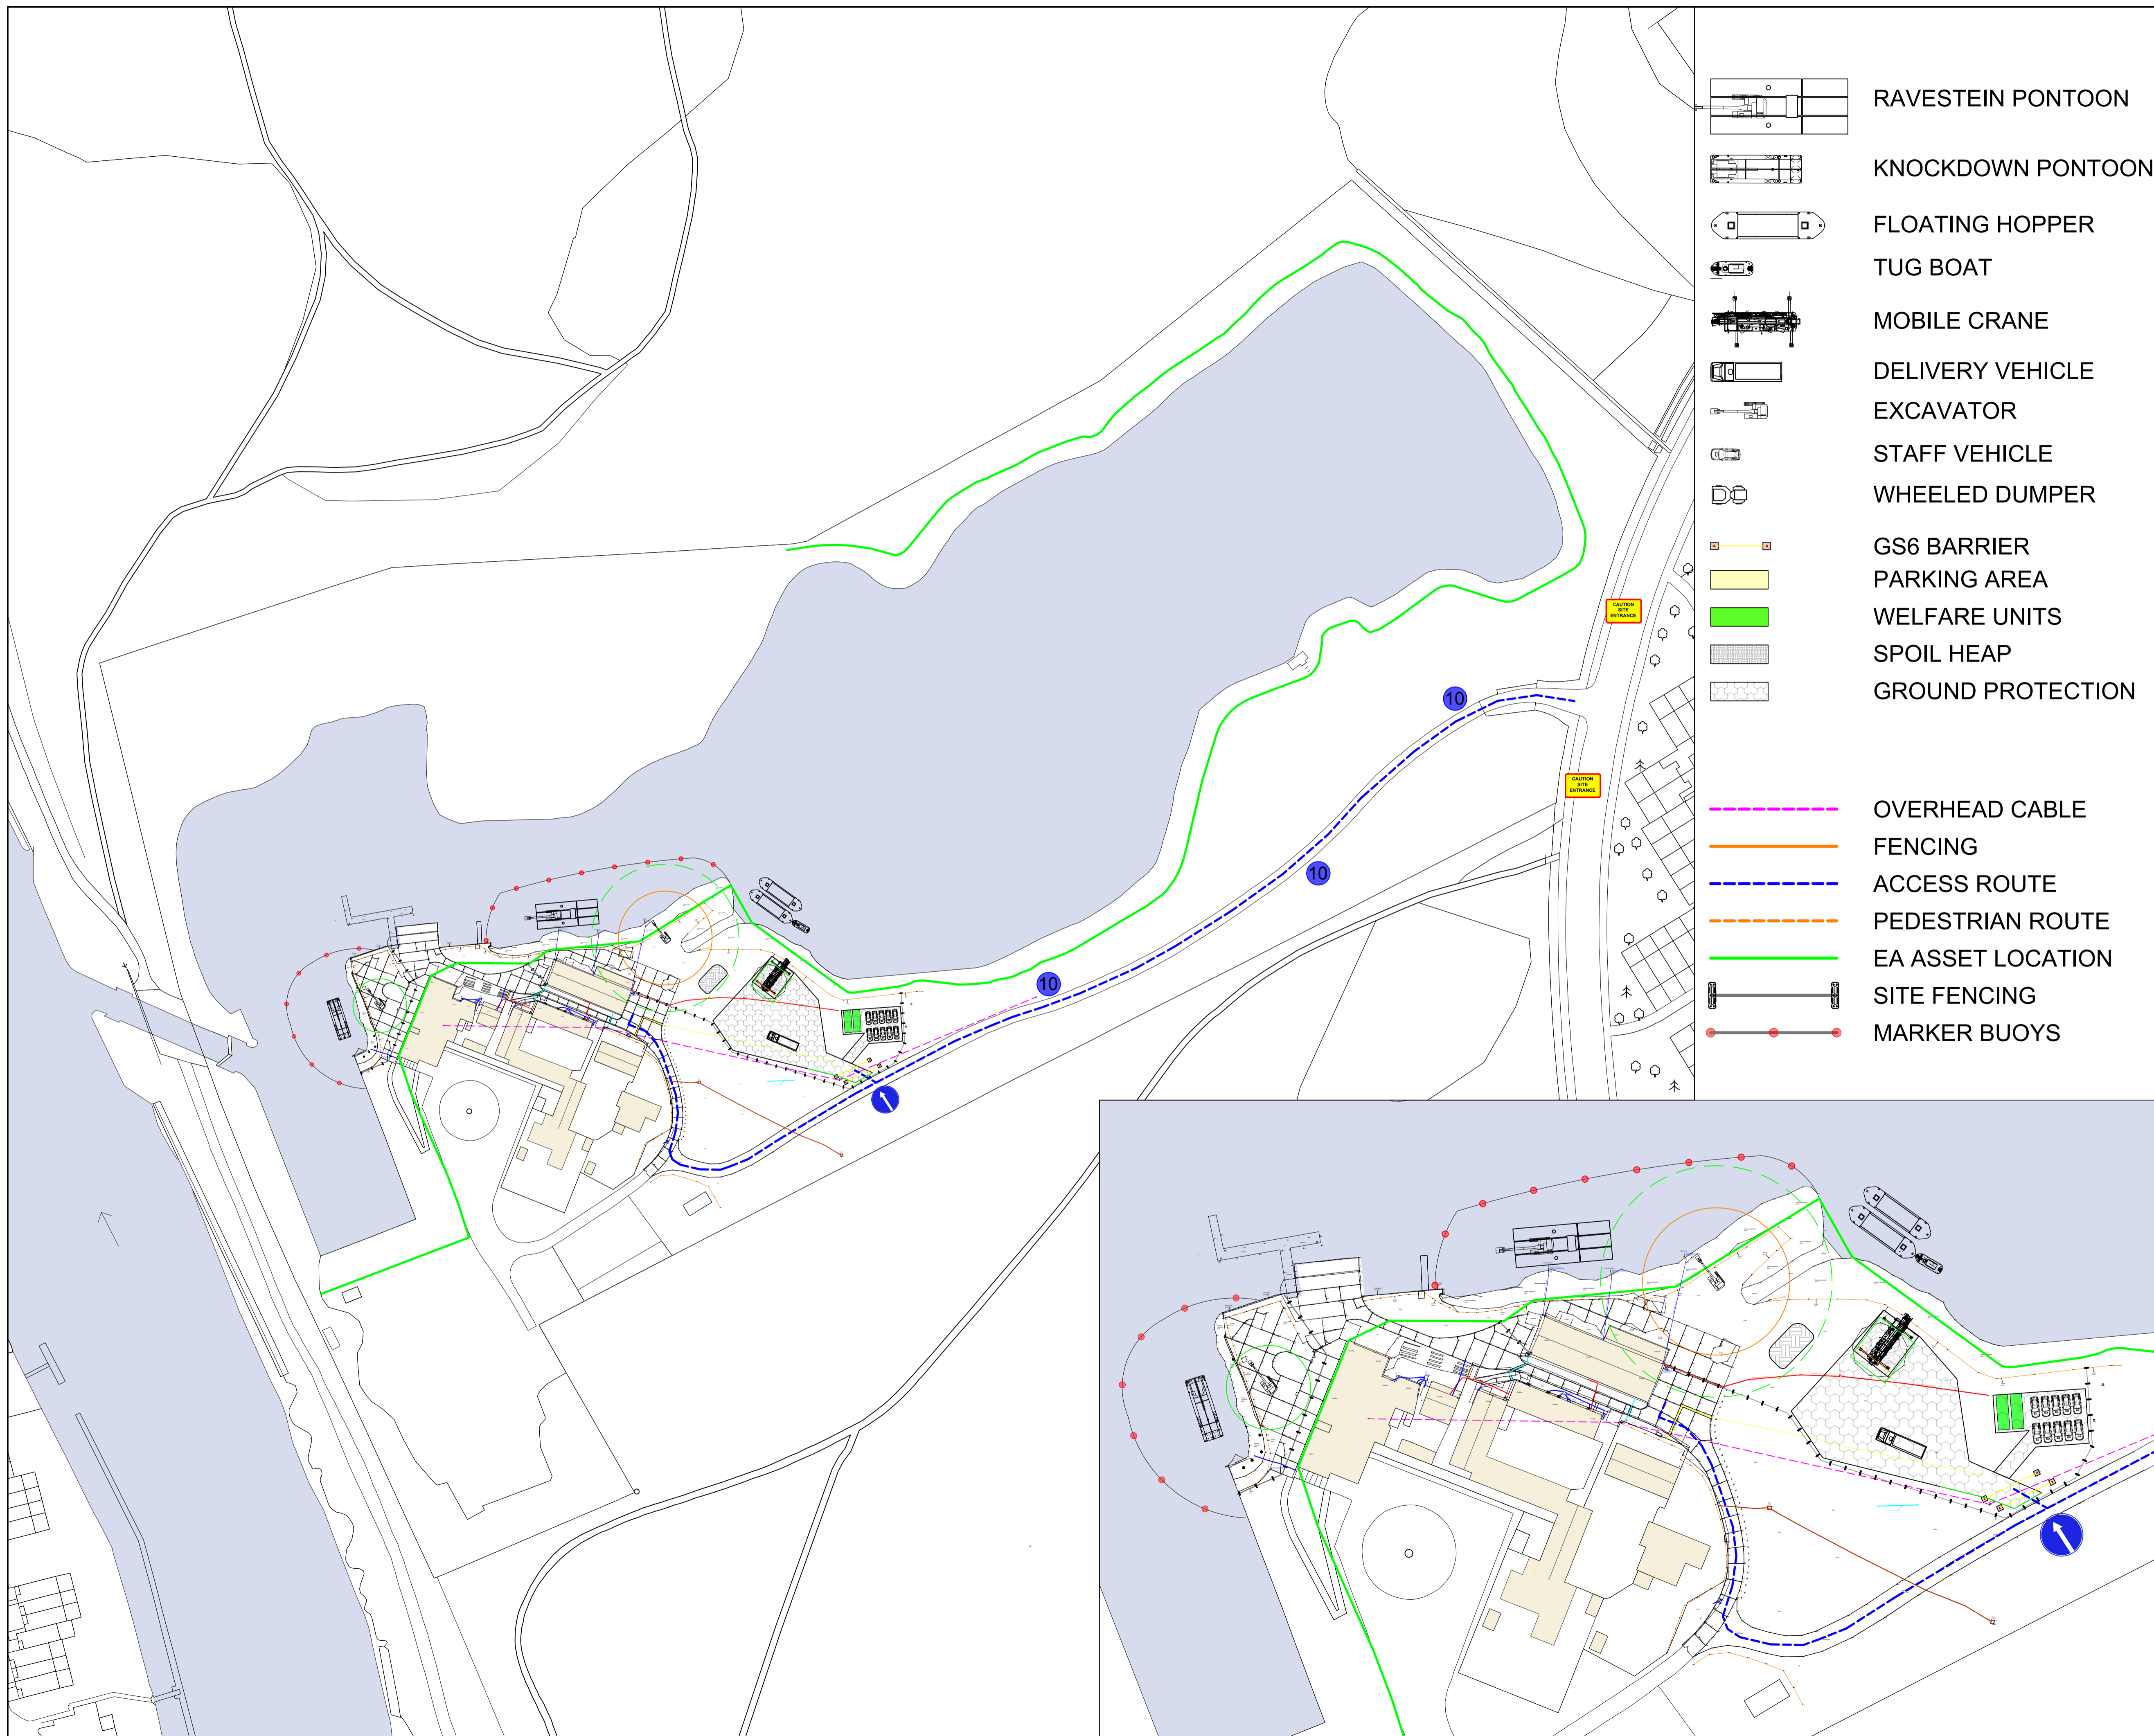 RAVESTEIN PONTOON
KNOCKDOWN PONTOON
FLOATING HOPPER
TUG BOAT
MOBILE CRANE
DELIVERY VEHICLE
EXCAVATOR
STAFF VEHICLE
WHEELED DUMPER
GS6 BARRIER
PARKING AREA
WELFARE UNITS
SPOIL HEAP
GROUND PROTECTION
OVERHEAD CABLE
FENCING
ACCESS ROUTE
PEDESTRIAN ROUTE
EA ASSET LOCATION
SITE FENCING
MARKER BUOYS
CAUTION
SITE
ENTRANCE
10
CAUTION
SITE
ENTRANCE
10
10